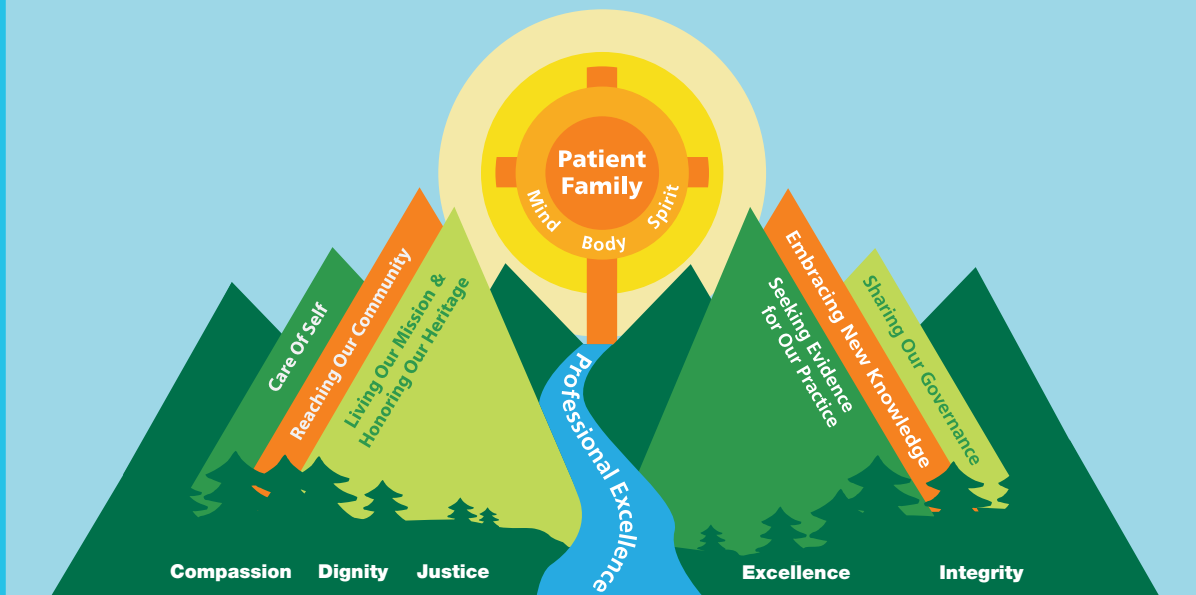 Patient
Family
Mind Body Spirit
Care Of Self
Reaching Our Community
Living Our Mission &
Honoring Our Heritage
Professional Excellence
Seeking Evidence
for Our Practice
Embracing New Knowledge
Sharing Our Governance
Compassion Dignity Justice Excellence Integrity